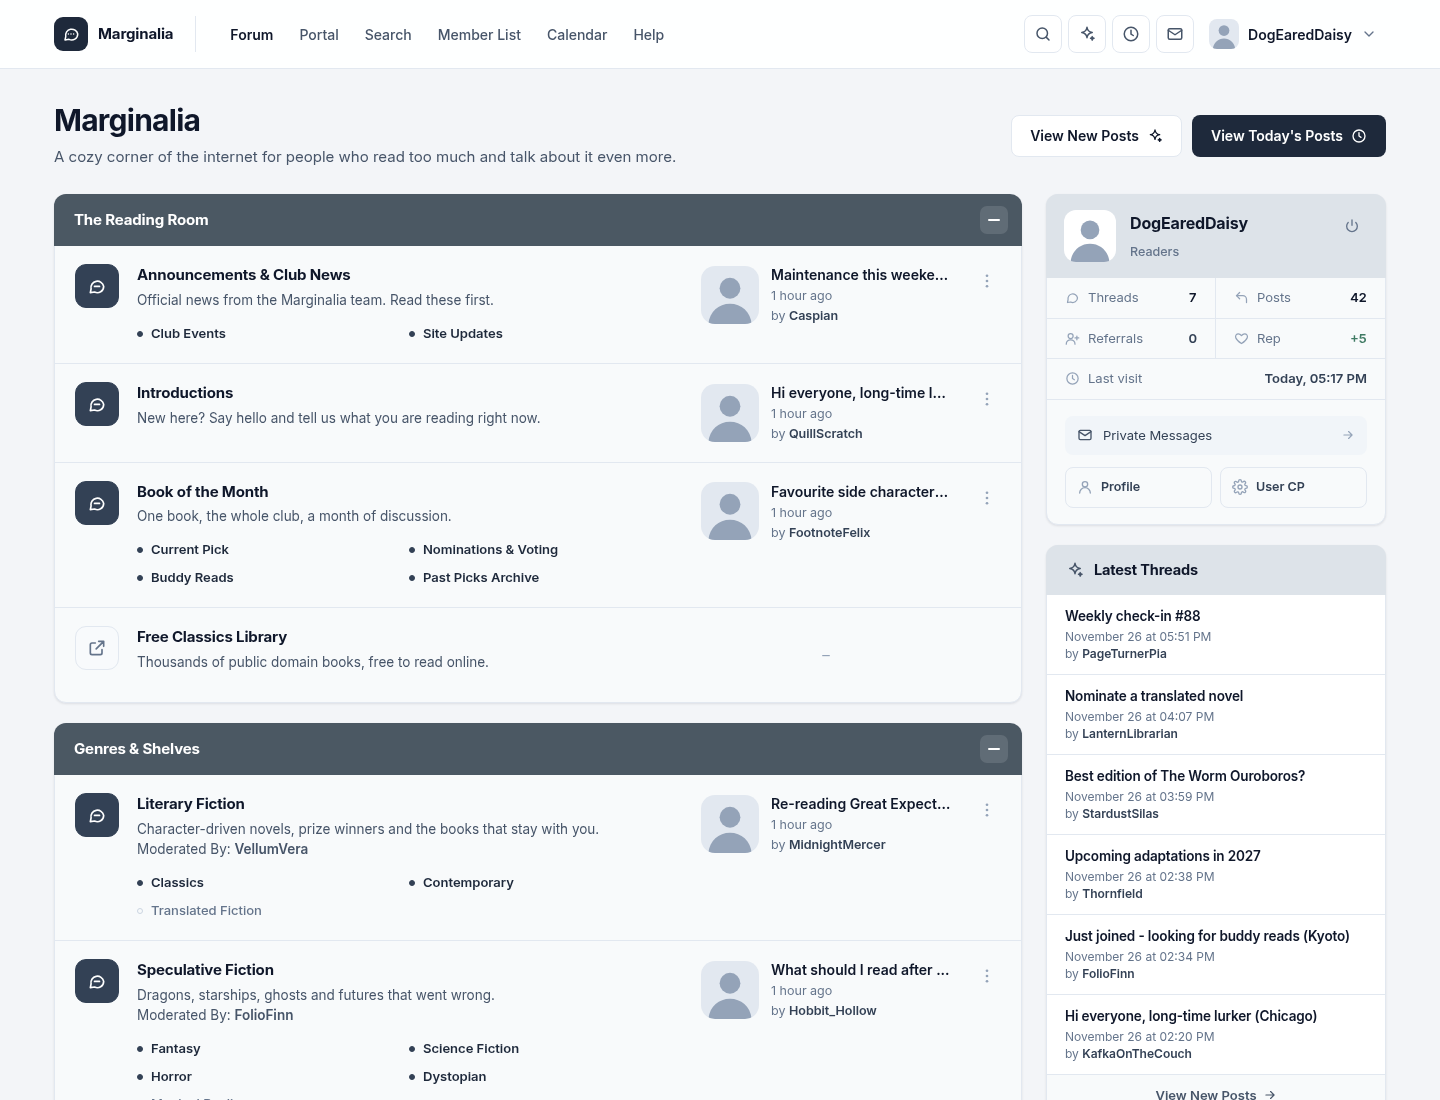 Marginalia
Forum
Portal
Search
Member List
Calendar
Help
DogEaredDaisy
Marginalia
A cozy corner of the internet for people who read too much and talk about it even more.
View New Posts
View Today's Posts
The Reading Room
Announcements & Club News
Official news from the Marginalia team. Read these first.
Club Events
Site Updates
Maintenance this weeke...
1 hour ago
by Caspian
Introductions
New here? Say hello and tell us what you are reading right now.
Hi everyone, long-time l...
1 hour ago
by QuillScratch
Book of the Month
One book, the whole club, a month of discussion.
Current Pick
Nominations & Voting
Buddy Reads
Past Picks Archive
Favourite side character...
1 hour ago
by FootnoteFelix
Free Classics Library
Thousands of public domain books, free to read online.
–
Genres & Shelves
Literary Fiction
Character-driven novels, prize winners and the books that stay with you.
Moderated By: VellumVera
Classics
Contemporary
Translated Fiction
Re-reading Great Expect...
1 hour ago
by MidnightMercer
Speculative Fiction
Dragons, starships, ghosts and futures that went wrong.
Moderated By: FolioFinn
Fantasy
Science Fiction
Horror
Dystopian
What should I read after ...
1 hour ago
by Hobbit_Hollow
DogEaredDaisy
Readers
Threads 7
Posts 42
Referrals 0
Rep +5
Last visit Today, 05:17 PM
Private Messages
Profile
User CP
Latest Threads
Weekly check-in #88
November 26 at 05:51 PM
by PageTurnerPia
Nominate a translated novel
November 26 at 04:07 PM
by LanternLibrarian
Best edition of The Worm Ouroboros?
November 26 at 03:59 PM
by StardustSilas
Upcoming adaptations in 2027
November 26 at 02:38 PM
by Thornfield
Just joined - looking for buddy reads (Kyoto)
November 26 at 02:34 PM
by FolioFinn
Hi everyone, long-time lurker (Chicago)
November 26 at 02:20 PM
by KafkaOnTheCouch
View New Posts